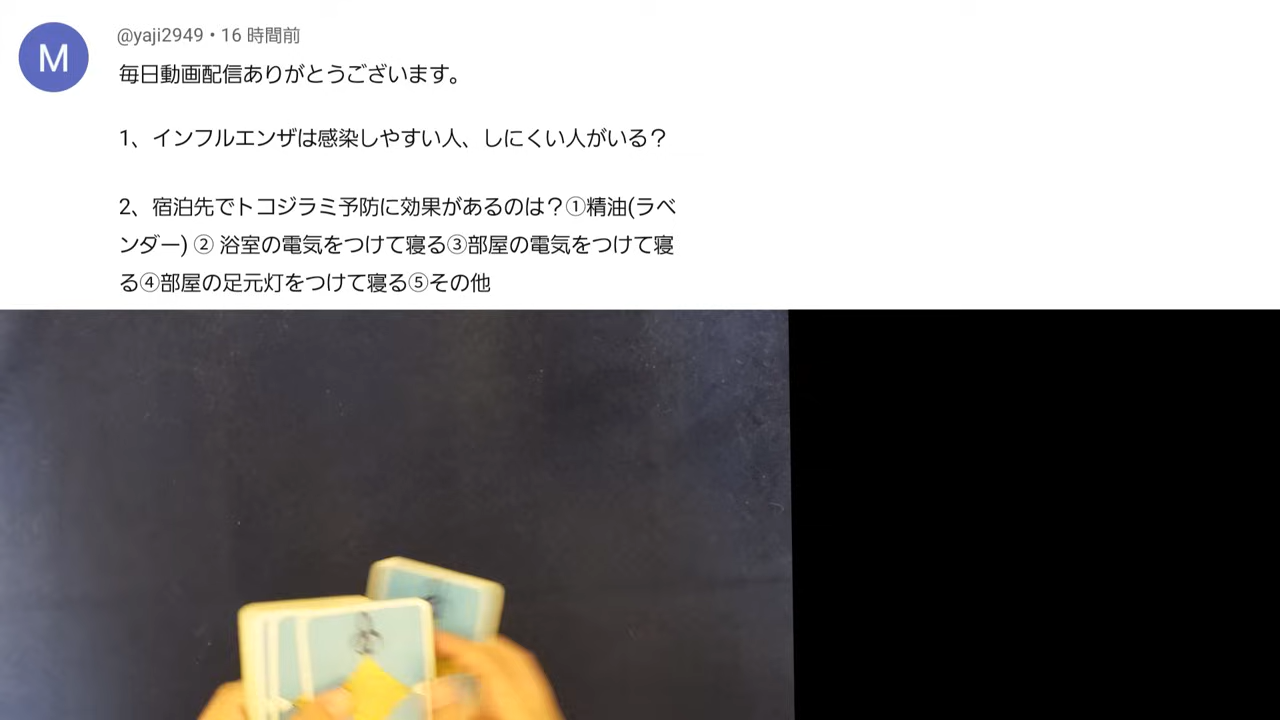 M
@yaji2949・16 時間前
毎日動画配信ありがとうございます。
1、インフルエンザは感染しやすい人、しにくい人がいる？
2、宿泊先でトコジラミ予防に効果があるのは？①精油(ラベ
ンダー) ② 浴室の電気をつけて寝る③部屋の電気をつけて寝
る④部屋の足元灯をつけて寝る⑤その他